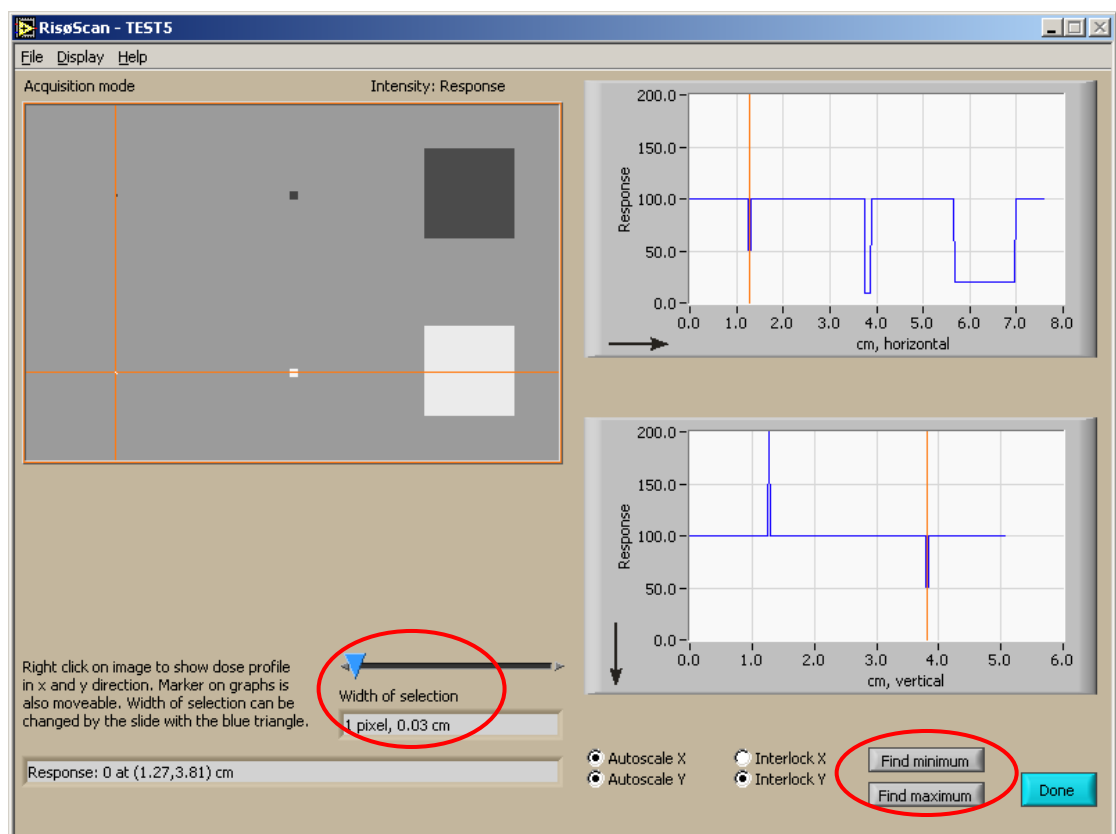 RisøScan - TEST5
File Display Help
Acquisition mode
Intensity: Response
200.0
150.0
100.0
50.0
0.0
Response
0.0 1.0 2.0 3.0 4.0 5.0 6.0 7.0 8.0
cm, horizontal
200.0
150.0
100.0
50.0
0.0
Response
0.0 1.0 2.0 3.0 4.0 5.0 6.0
cm, vertical
Right click on image to show dose profile
in x and y direction. Marker on graphs is
also moveable. Width of selection can be
changed by the slide with the blue triangle.
Width of selection
1 pixel, 0.03 cm
Response: 0 at (1.27,3.81) cm
Autoscale X
Autoscale Y
Interlock X
Interlock Y
Find minimum
Find maximum
Done